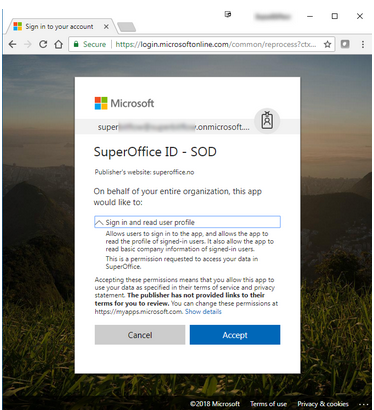 Sign in to your account
Secure
https://login.microsoftonline.com/common/reprocess?ctx...
Microsoft
super
.onmicrosoft....
SuperOffice ID - SOD
Publisher's website: superoffice.no
On behalf of your entire organization, this app
would like to:
Sign in and read user profile
Allows users to sign in to the app, and allows the app to
read the profile of signed-in users. It also allow the app to
read basic company information of signed-in users.
This is a permission requested to access your data in
SuperOffice.
Accepting these permissions means that you allow this app to
use your data as specified in their terms of service and privacy
statement. The publisher has not provided links to their
terms for you to review. You can change these permissions at
https://myapps.microsoft.com. Show details
Cancel
Accept
©2018 Microsoft
Terms of use
Privacy & cookies
...